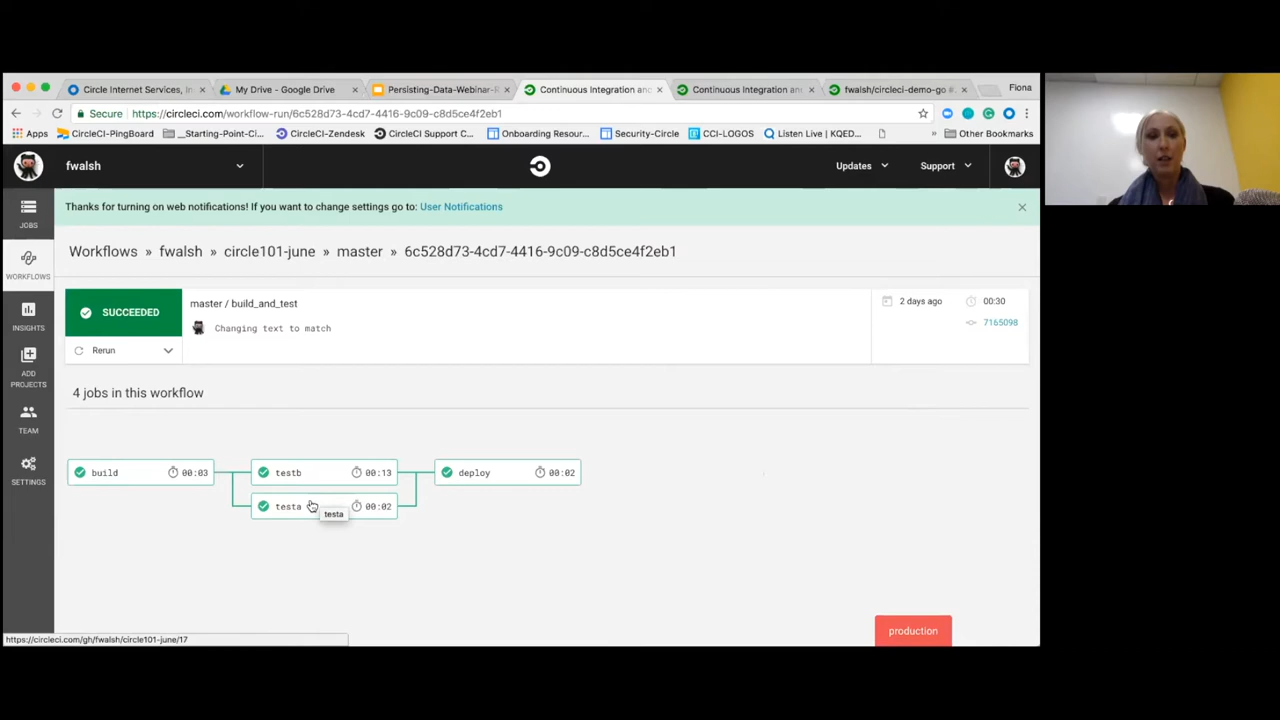 Circle Internet Services, In
My Drive - Google Drive
Persisting-Data-Webinar-R
Continuous Integration and
Continuous Integration and
fwalsh/circleci-demo-go #
Fiona
Secure
https://circleci.com/workflow-run/6c528d73-4cd7-4416-9c09-c8d5ce4f2eb1
Apps
CircleCI-PingBoard
__Starting-Point-Ci
CircleCI-Zendesk
CircleCI Support C
Onboarding Resour
Security-Circle
CCI-LOGOS
Listen Live | KQED
Other Bookmarks
fwalsh
Updates
Support
JOBS
WORKFLOWS
INSIGHTS
ADD
PROJECTS
TEAM
SETTINGS
Thanks for turning on web notifications! If you want to change settings go to: User Notifications
Workflows » fwalsh » circle101-june » master » 6c528d73-4cd7-4416-9c09-c8d5ce4f2eb1
SUCCEEDED
Rerun
master / build_and_test
Changing text to match
2 days ago
00:30
7165098
4 jobs in this workflow
build 00:03
testb 00:13
deploy 00:02
testa 00:02
testa
production
https://circleci.com/gh/fwalsh/circle101-june/17